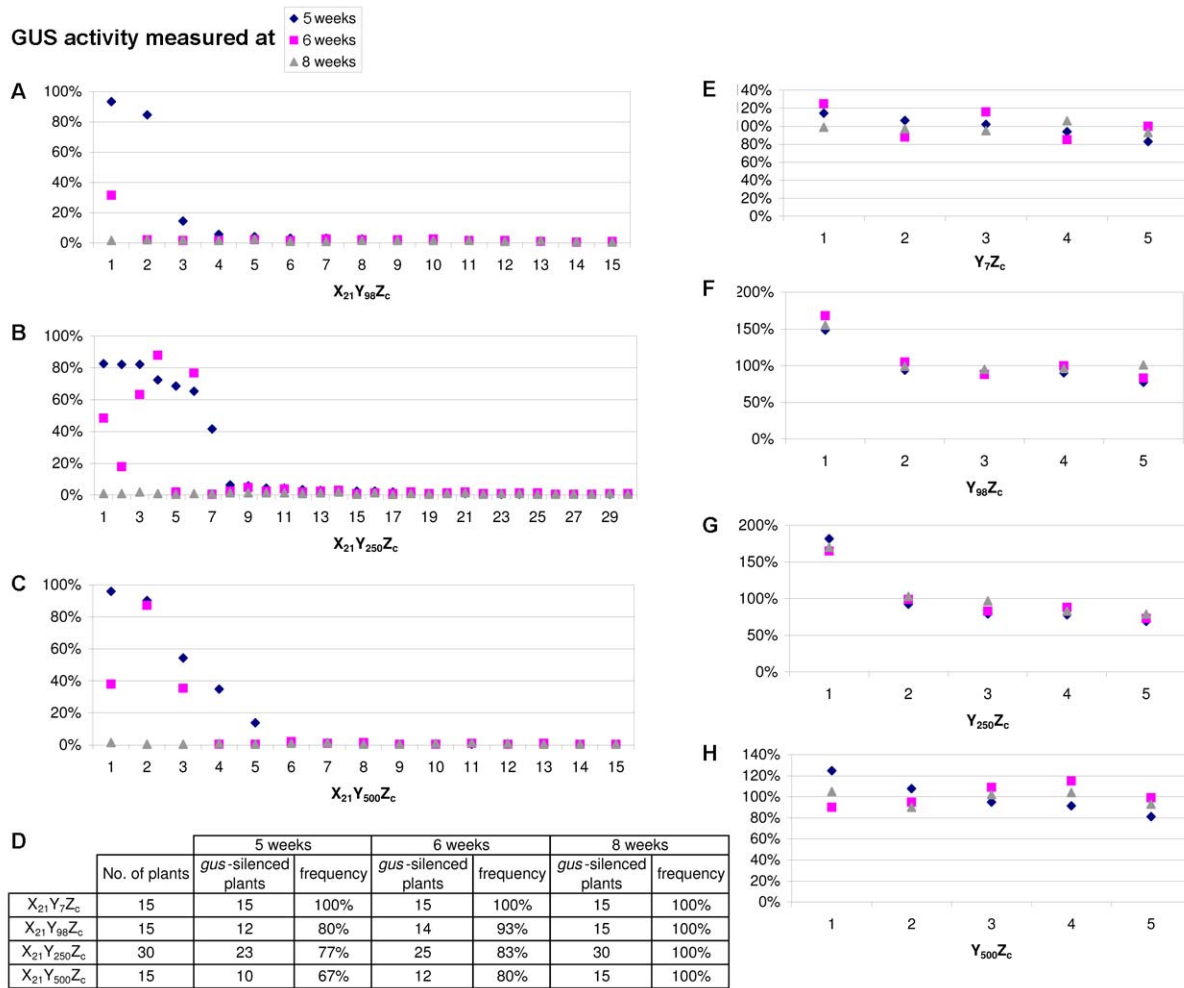 GUS activity measured at
5 weeks
6 weeks
8 weeks
A
100%
80%
60%
40%
20%
0%
1 2 3 4 5 6 7 8 9 10 11 12 13 14 15
X21Y98Zc
B
100%
80%
60%
40%
20%
0%
1 3 5 7 9 11 13 15 17 19 21 23 25 27 29
X21Y250Zc
C
100%
80%
60%
40%
20%
0%
1 2 3 4 5 6 7 8 9 10 11 12 13 14 15
X21Y500Zc
D
5 weeks 6 weeks 8 weeks
No. of plants gus-silenced plants frequency gus-silenced plants frequency gus-silenced plants frequency
X21Y7Zc 15 15 100% 15 100% 15 100%
X21Y98Zc 15 12 80% 14 93% 15 100%
X21Y250Zc 30 23 77% 25 83% 30 100%
X21Y500Zc 15 10 67% 12 80% 15 100%
E
40%
20%
00%
80%
60%
40%
20%
0%
1 2 3 4 5
Y7Zc
F
200%
150%
100%
50%
0%
1 2 3 4 5
Y98Zc
G
200%
150%
100%
50%
0%
1 2 3 4 5
Y250Zc
H
140%
120%
100%
80%
60%
40%
20%
0%
1 2 3 4 5
Y500Zc